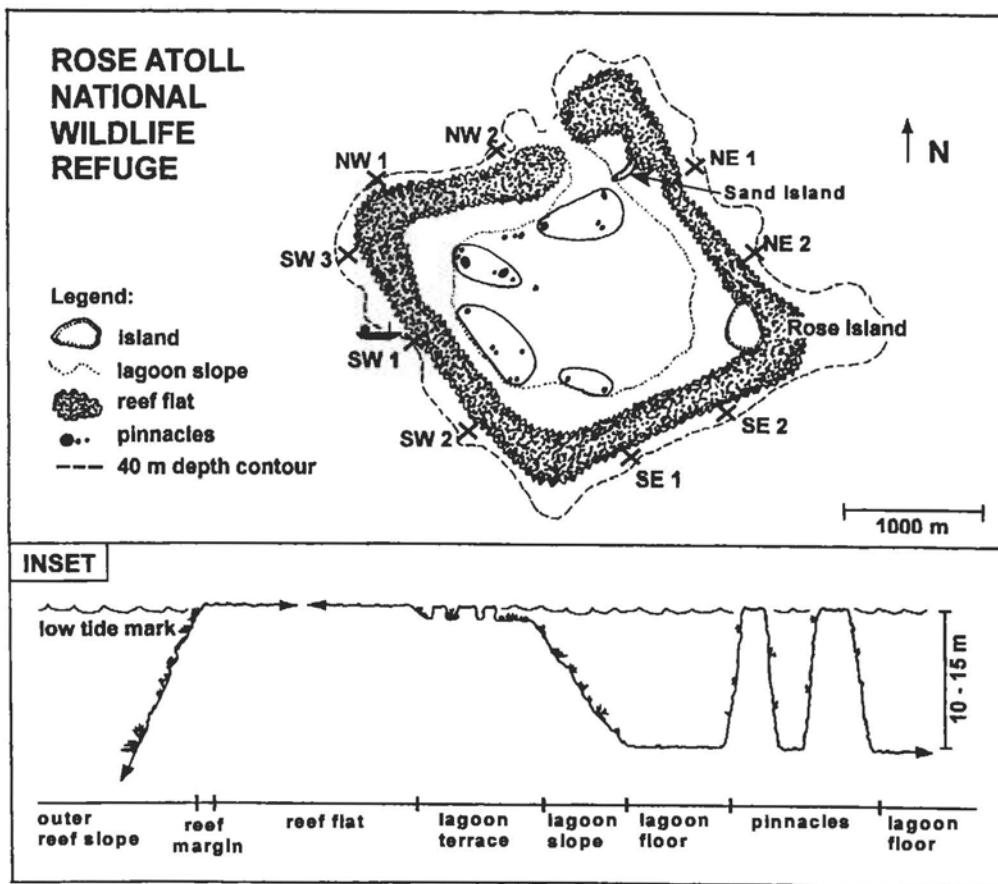 ROSE ATOLL
NATIONAL
WILDLIFE
REFUGE
NW 1
NW 2
NE 1
N
Sand Island
NE 2
SW 3
Rose Island
SW 1
SW 2
SE 2
SE 1
1000 m
Legend:
island
lagoon slope
reef flat
pinnacles
40 m depth contour
INSET
low tide mark
10 - 15 m
outer
reef slope
reef
margin
reef flat
lagoon
terrace
lagoon
slope
lagoon
floor
pinnacles
lagoon
floor